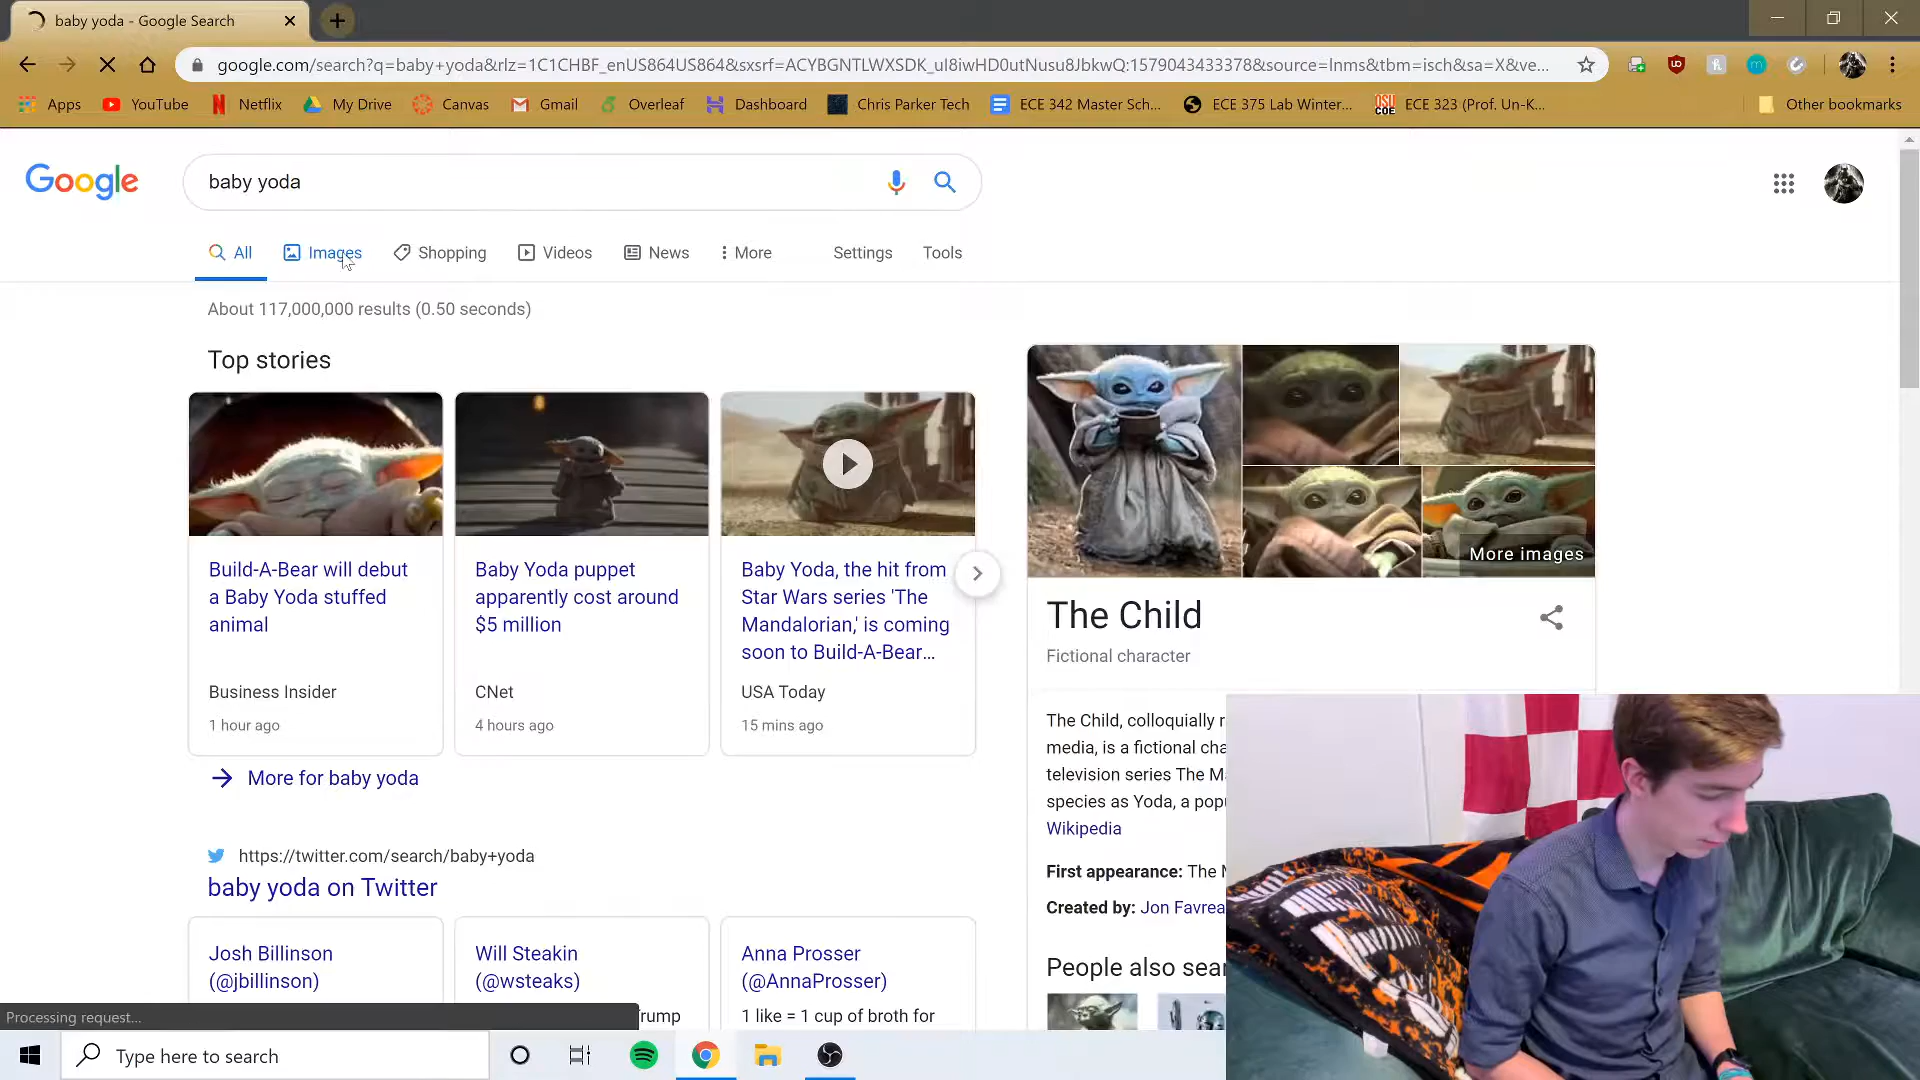 baby yoda - Google Search
google.com/search?q=baby+yoda&rlz=1C1CHBF_enUS864US864&sxsrf=ACYBGNTLWXSDK_ul8iwHD0utNusu8JbkwQ:1579043433378&source=lnms&tbm=isch&sa=X&ve...
Apps YouTube Netflix My Drive Canvas Gmail Overleaf Dashboard Chris Parker Tech ECE 342 Master Sch... ECE 375 Lab Winter... ECE 323 (Prof. Un-K... Other bookmarks
Google
baby yoda
All Images Shopping Videos News More Settings Tools
About 117,000,000 results (0.50 seconds)
Top stories
Build-A-Bear will debut
a Baby Yoda stuffed
animal
Business Insider
1 hour ago
Baby Yoda puppet
apparently cost around
$5 million
CNet
4 hours ago
Baby Yoda, the hit from
Star Wars series 'The
Mandalorian,' is coming
soon to Build-A-Bear...
USA Today
15 mins ago
More for baby yoda
https://twitter.com/search/baby+yoda
baby yoda on Twitter
Josh Billinson
(@jbillinson)
Will Steakin
(@wsteaks)
rump
Anna Prosser
(@AnnaProsser)
1 like = 1 cup of broth for
More images
The Child
Fictional character
The Child, colloquially r
media, is a fictional cha
television series The M
species as Yoda, a popu
Wikipedia
First appearance: The M
Created by: Jon Favrea
People also sear
Processing request...
Type here to search